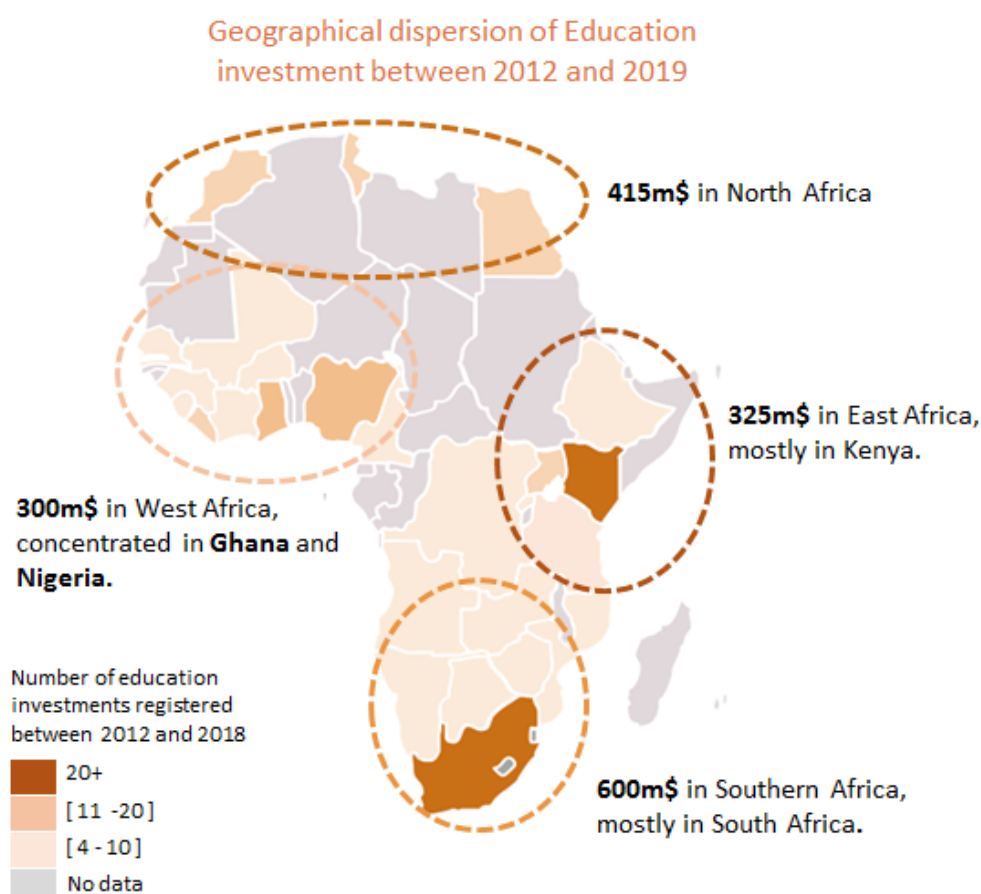 Geographical dispersion of Education
investment between 2012 and 2019
415m$ in North Africa
325m$ in East Africa,
mostly in Kenya.
300m$ in West Africa,
concentrated in Ghana and
Nigeria.
600m$ in Southern Africa,
mostly in South Africa.
Number of education
investments registered
between 2012 and 2018
20+
[ 11 -20]
[ 4 - 10]
No data